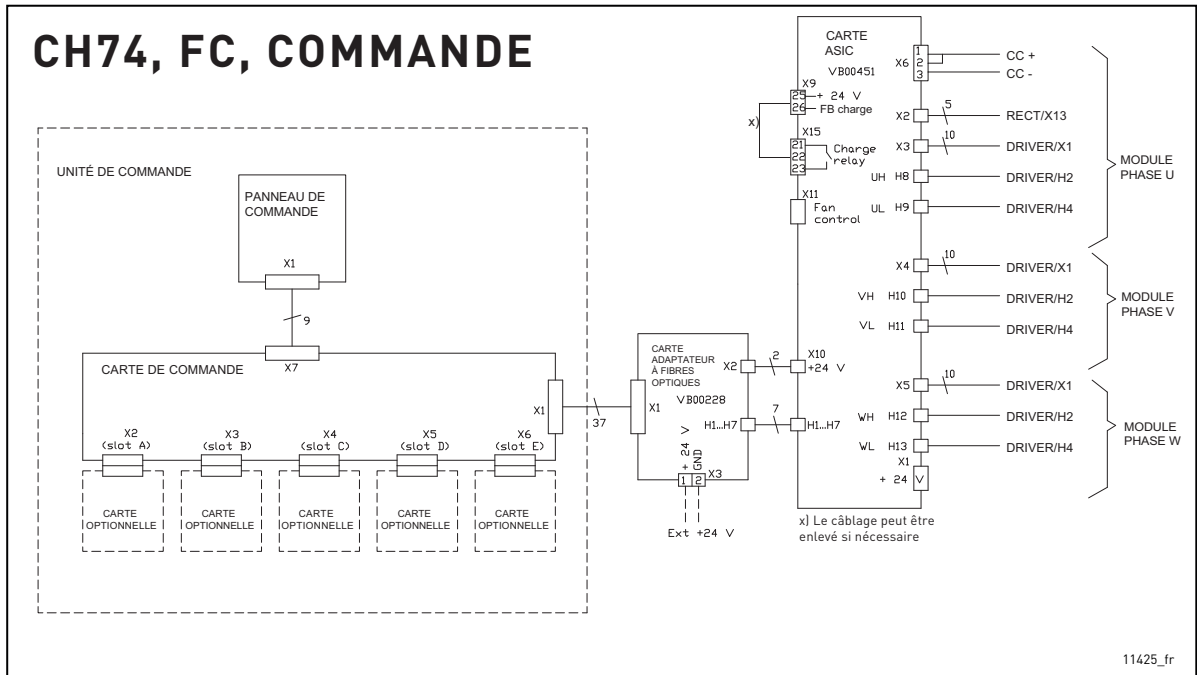 CH74, FC, COMMANDE
UNITÉ DE COMMANDE
PANNEAU DE
COMMANDE
X1
9
X7
CARTE DE COMMANDE
X1
37
X2
(slot A)
X3
(slot B)
X4
(slot C)
X5
(slot D)
X6
(slot E)
CARTE
OPTIONNELLE
CARTE
OPTIONNELLE
CARTE
OPTIONNELLE
CARTE
OPTIONNELLE
CARTE
OPTIONNELLE
CARTE
ADAPTATEUR
À FIBRES
OPTIQUES
VB00228
X1
X2
2
H1...H7
7
+ 24 V
GND
1 2
X3
Ext +24 V
CARTE
ASIC
VB00451
X9
25 + 24 V
26 FB charge
x)
X15
21
22
23
Charge
relay
X11
Fan
control
X10
+24 V
H1...H7
X6
1
2
3
CC +
CC -
X2 5 RECT/X13
X3 10 DRIVER/X1
UH H8 DRIVER/H2
UL H9 DRIVER/H4
MODULE
PHASE U
X4 10 DRIVER/X1
VH H10 DRIVER/H2
VL H11 DRIVER/H4
MODULE
PHASE V
X5 10 DRIVER/X1
WH H12 DRIVER/H2
WL H13 DRIVER/H4
MODULE
PHASE W
X1
+ 24 V
x) Le câblage peut être
enlevé si nécessaire
11425_fr